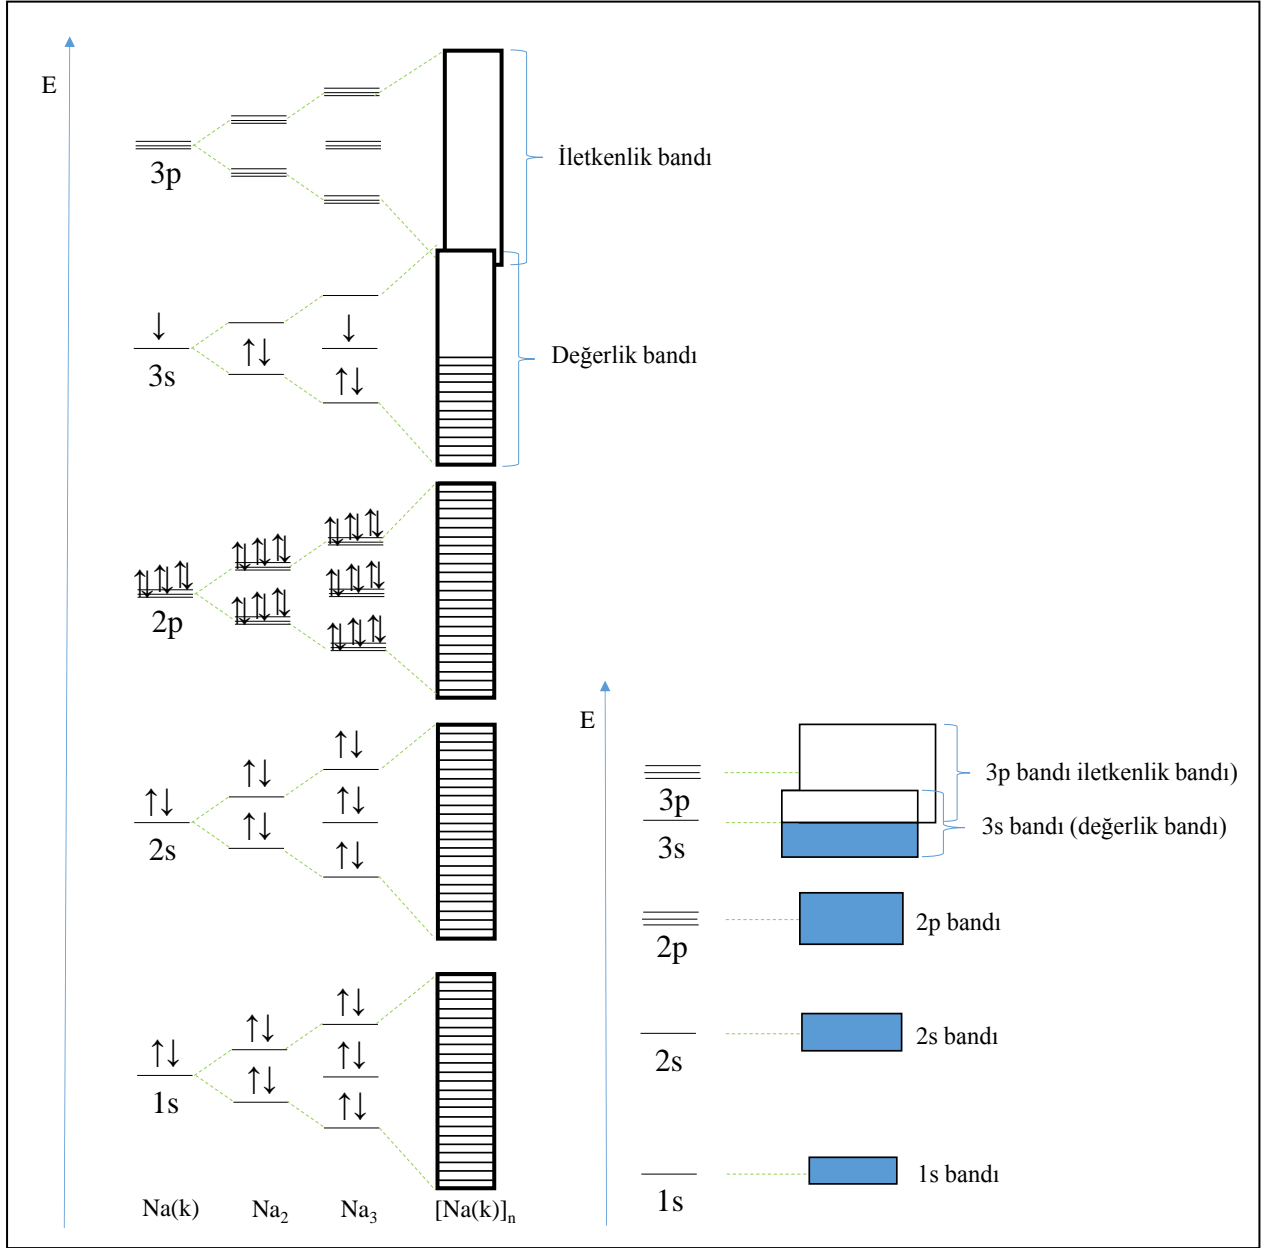 E
3p
İletkenlik bandı
3s
Değerlik bandı
2p
2s
1s
Na(k)
Na₂
Na₃
[Na(k)]ₙ
E
3p
3p bandı iletkenlik bandı)
3s
3s bandı (değerlik bandı)
2p
2p bandı
2s
2s bandı
1s
1s bandı